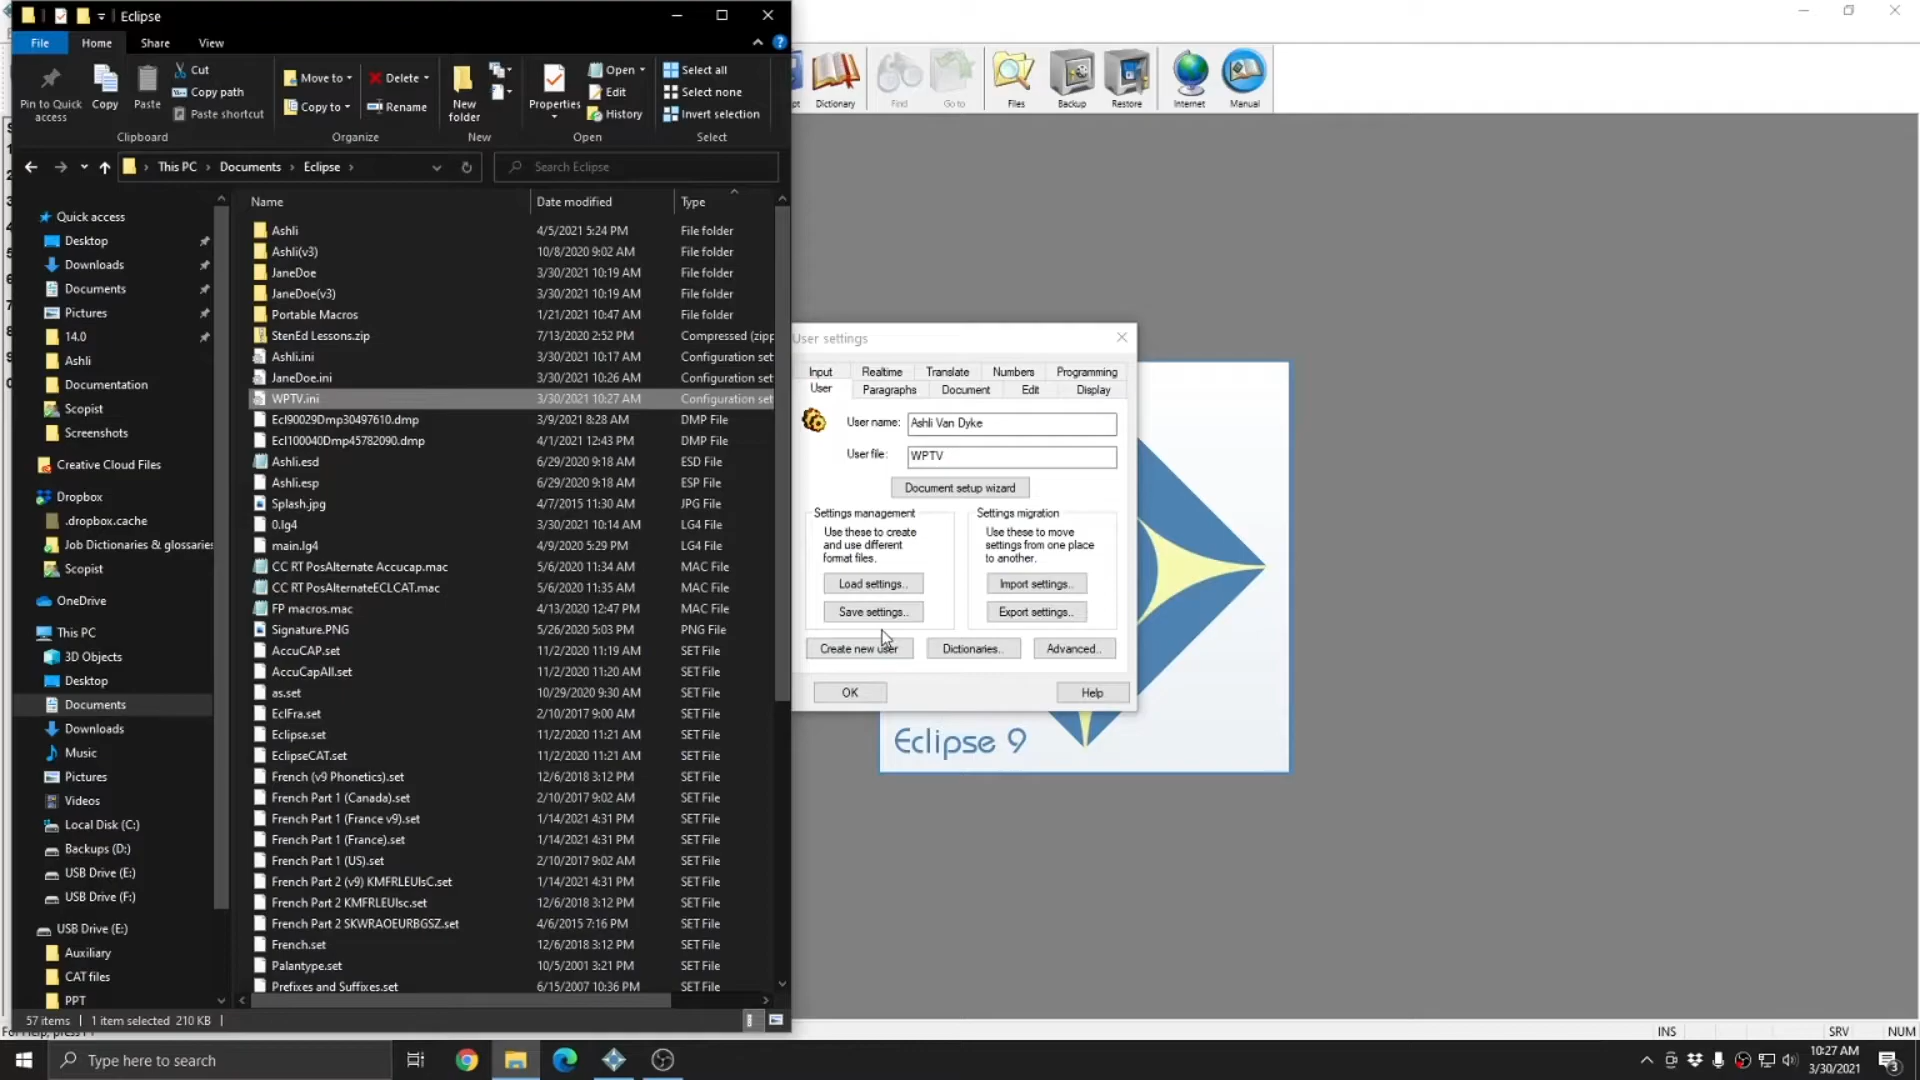 Eclipse
File
Home
Share
View
Pin to Quick access
Copy
Paste
Cut
Copy path
Paste shortcut
Clipboard
Move to
Copy to
Delete
Rename
Organize
New folder
New
Properties
Open
Edit
History
Open
Select all
Select none
Invert selection
Select
Dictionary
Find
Go to
Files
Backup
Restore
Internet
Manual
This PC
Documents
Eclipse
Search Eclipse
Quick access
Desktop
Downloads
Documents
Pictures
14.0
Ashli
Documentation
Scopist
Screenshots
Creative Cloud Files
Dropbox
.dropbox.cache
Job Dictionaries & glossaries
Scopist
OneDrive
This PC
3D Objects
Desktop
Documents
Downloads
Music
Pictures
Videos
Local Disk (C:)
Backups (D:)
USB Drive (E:)
USB Drive (F:)
USB Drive (E:)
Auxiliary
CAT files
PPT
Name Date modified Type
Ashli 4/5/2021 5:24 PM File folder
Ashli(v3) 10/8/2020 9:02 AM File folder
JaneDoe 3/30/2021 10:19 AM File folder
JaneDoe(v3) 3/30/2021 10:19 AM File folder
Portable Macros 1/21/2021 10:47 AM File folder
StenEd Lessons.zip 7/13/2020 2:52 PM Compressed (zipp
Ashli.ini 3/30/2021 10:17 AM Configuration set
JaneDoe.ini 3/30/2021 10:26 AM Configuration set
WPTV.ini 3/30/2021 10:27 AM Configuration set
Ecl90029Dmp30497610.dmp 3/9/2021 8:28 AM DMP File
Ecl100040Dmp45782090.dmp 4/1/2021 12:43 PM DMP File
Ashli.esd 6/29/2020 9:18 AM ESD File
Ashli.esp 6/29/2020 9:18 AM ESP File
Splash.jpg 4/7/2015 11:30 AM JPG File
0.lg4 3/30/2021 10:14 AM LG4 File
main.lg4 4/9/2020 5:29 PM LG4 File
CC RT PosAlternate Accucap.mac 5/6/2020 11:34 AM MAC File
CC RT PosAlternateECLCAT.mac 5/6/2020 11:35 AM MAC File
FP macros.mac 4/13/2020 12:47 PM MAC File
Signature.PNG 5/26/2020 5:03 PM PNG File
AccuCAP.set 11/2/2020 11:19 AM SET File
AccuCapAll.set 11/2/2020 11:20 AM SET File
as.set 10/29/2020 9:30 AM SET File
EclFra.set 2/10/2017 9:00 AM SET File
Eclipse.set 11/2/2020 11:21 AM SET File
EclipseCAT.set 11/2/2020 11:21 AM SET File
French (v9 Phonetics).set 12/6/2018 3:12 PM SET File
French Part 1 (Canada).set 2/10/2017 9:02 AM SET File
French Part 1 (France v9).set 1/14/2021 4:31 PM SET File
French Part 1 (France).set 1/14/2021 4:31 PM SET File
French Part 1 (US).set 2/10/2017 9:02 AM SET File
French Part 2 (v9) KMFRLEUIsC.set 1/14/2021 4:31 PM SET File
French Part 2 KMFRLEUIsc.set 12/6/2018 3:12 PM SET File
French Part 2 SKWRAOEURBGSZ.set 4/6/2015 7:16 PM SET File
French.set 12/6/2018 3:12 PM SET File
Palantype.set 10/5/2001 3:21 PM SET File
Prefixes and Suffixes.set 6/15/2007 10:36 PM SET File
57 items 1 item selected 210 KB
User settings
Input Realtime Translate Numbers Programming
User Paragraphs Document Edit Display
User name: Ashli Van Dyke
User file: WPTV
Document setup wizard
Settings management
Use these to create
and use different
format files.
Load settings..
Save settings..
Settings migration
Use these to move
settings from one place
to another.
Import settings..
Export settings..
Create new user
Dictionaries..
Advanced..
OK
Help
Eclipse 9
INS
SRV
NUM
Type here to search
10:27 AM
3/30/2021
3